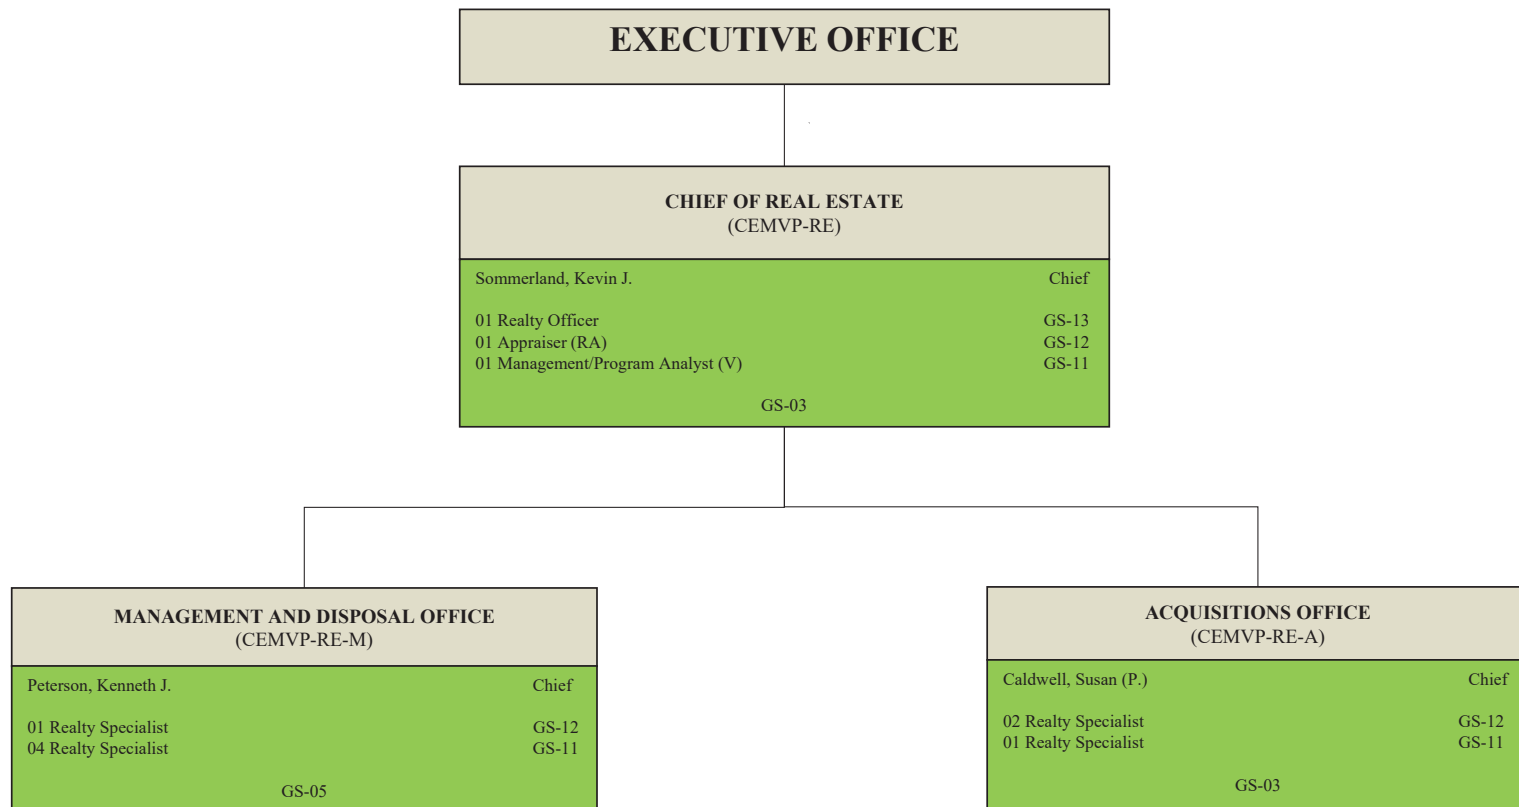 EXECUTIVE OFFICE
CHIEF OF REAL ESTATE
(CEMVP-RE)
Sommerland, Kevin J. Chief
01 Realty Officer GS-13
01 Appraiser (RA) GS-12
01 Management/Program Analyst (V) GS-11
GS-03
MANAGEMENT AND DISPOSAL OFFICE
(CEMVP-RE-M)
Peterson, Kenneth J. Chief
01 Realty Specialist GS-12
04 Realty Specialist GS-11
GS-05
ACQUISITIONS OFFICE
(CEMVP-RE-A)
Caldwell, Susan (P.) Chief
02 Realty Specialist GS-12
01 Realty Specialist GS-11
GS-03